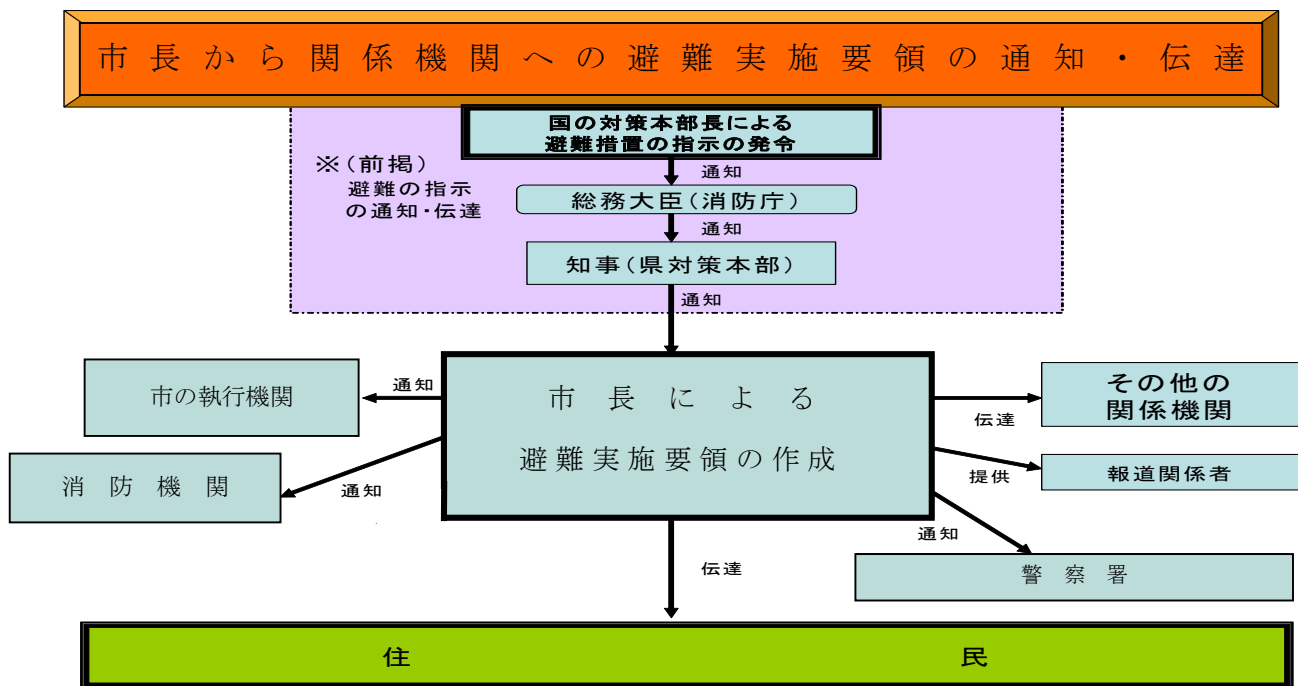 市長から関係機関への避難実施要領の通知・伝達
国の対策本部長による
避難措置の指示の発令
※(前掲)
避難の指示
の通知・伝達
通知
総務大臣(消防庁)
通知
知事(県対策本部)
通知
市の執行機関
通知
市長による
避難実施要領の作成
その他の
関係機関
伝達
消防機関
通知
提供
報道関係者
通知
警察署
伝達
住民